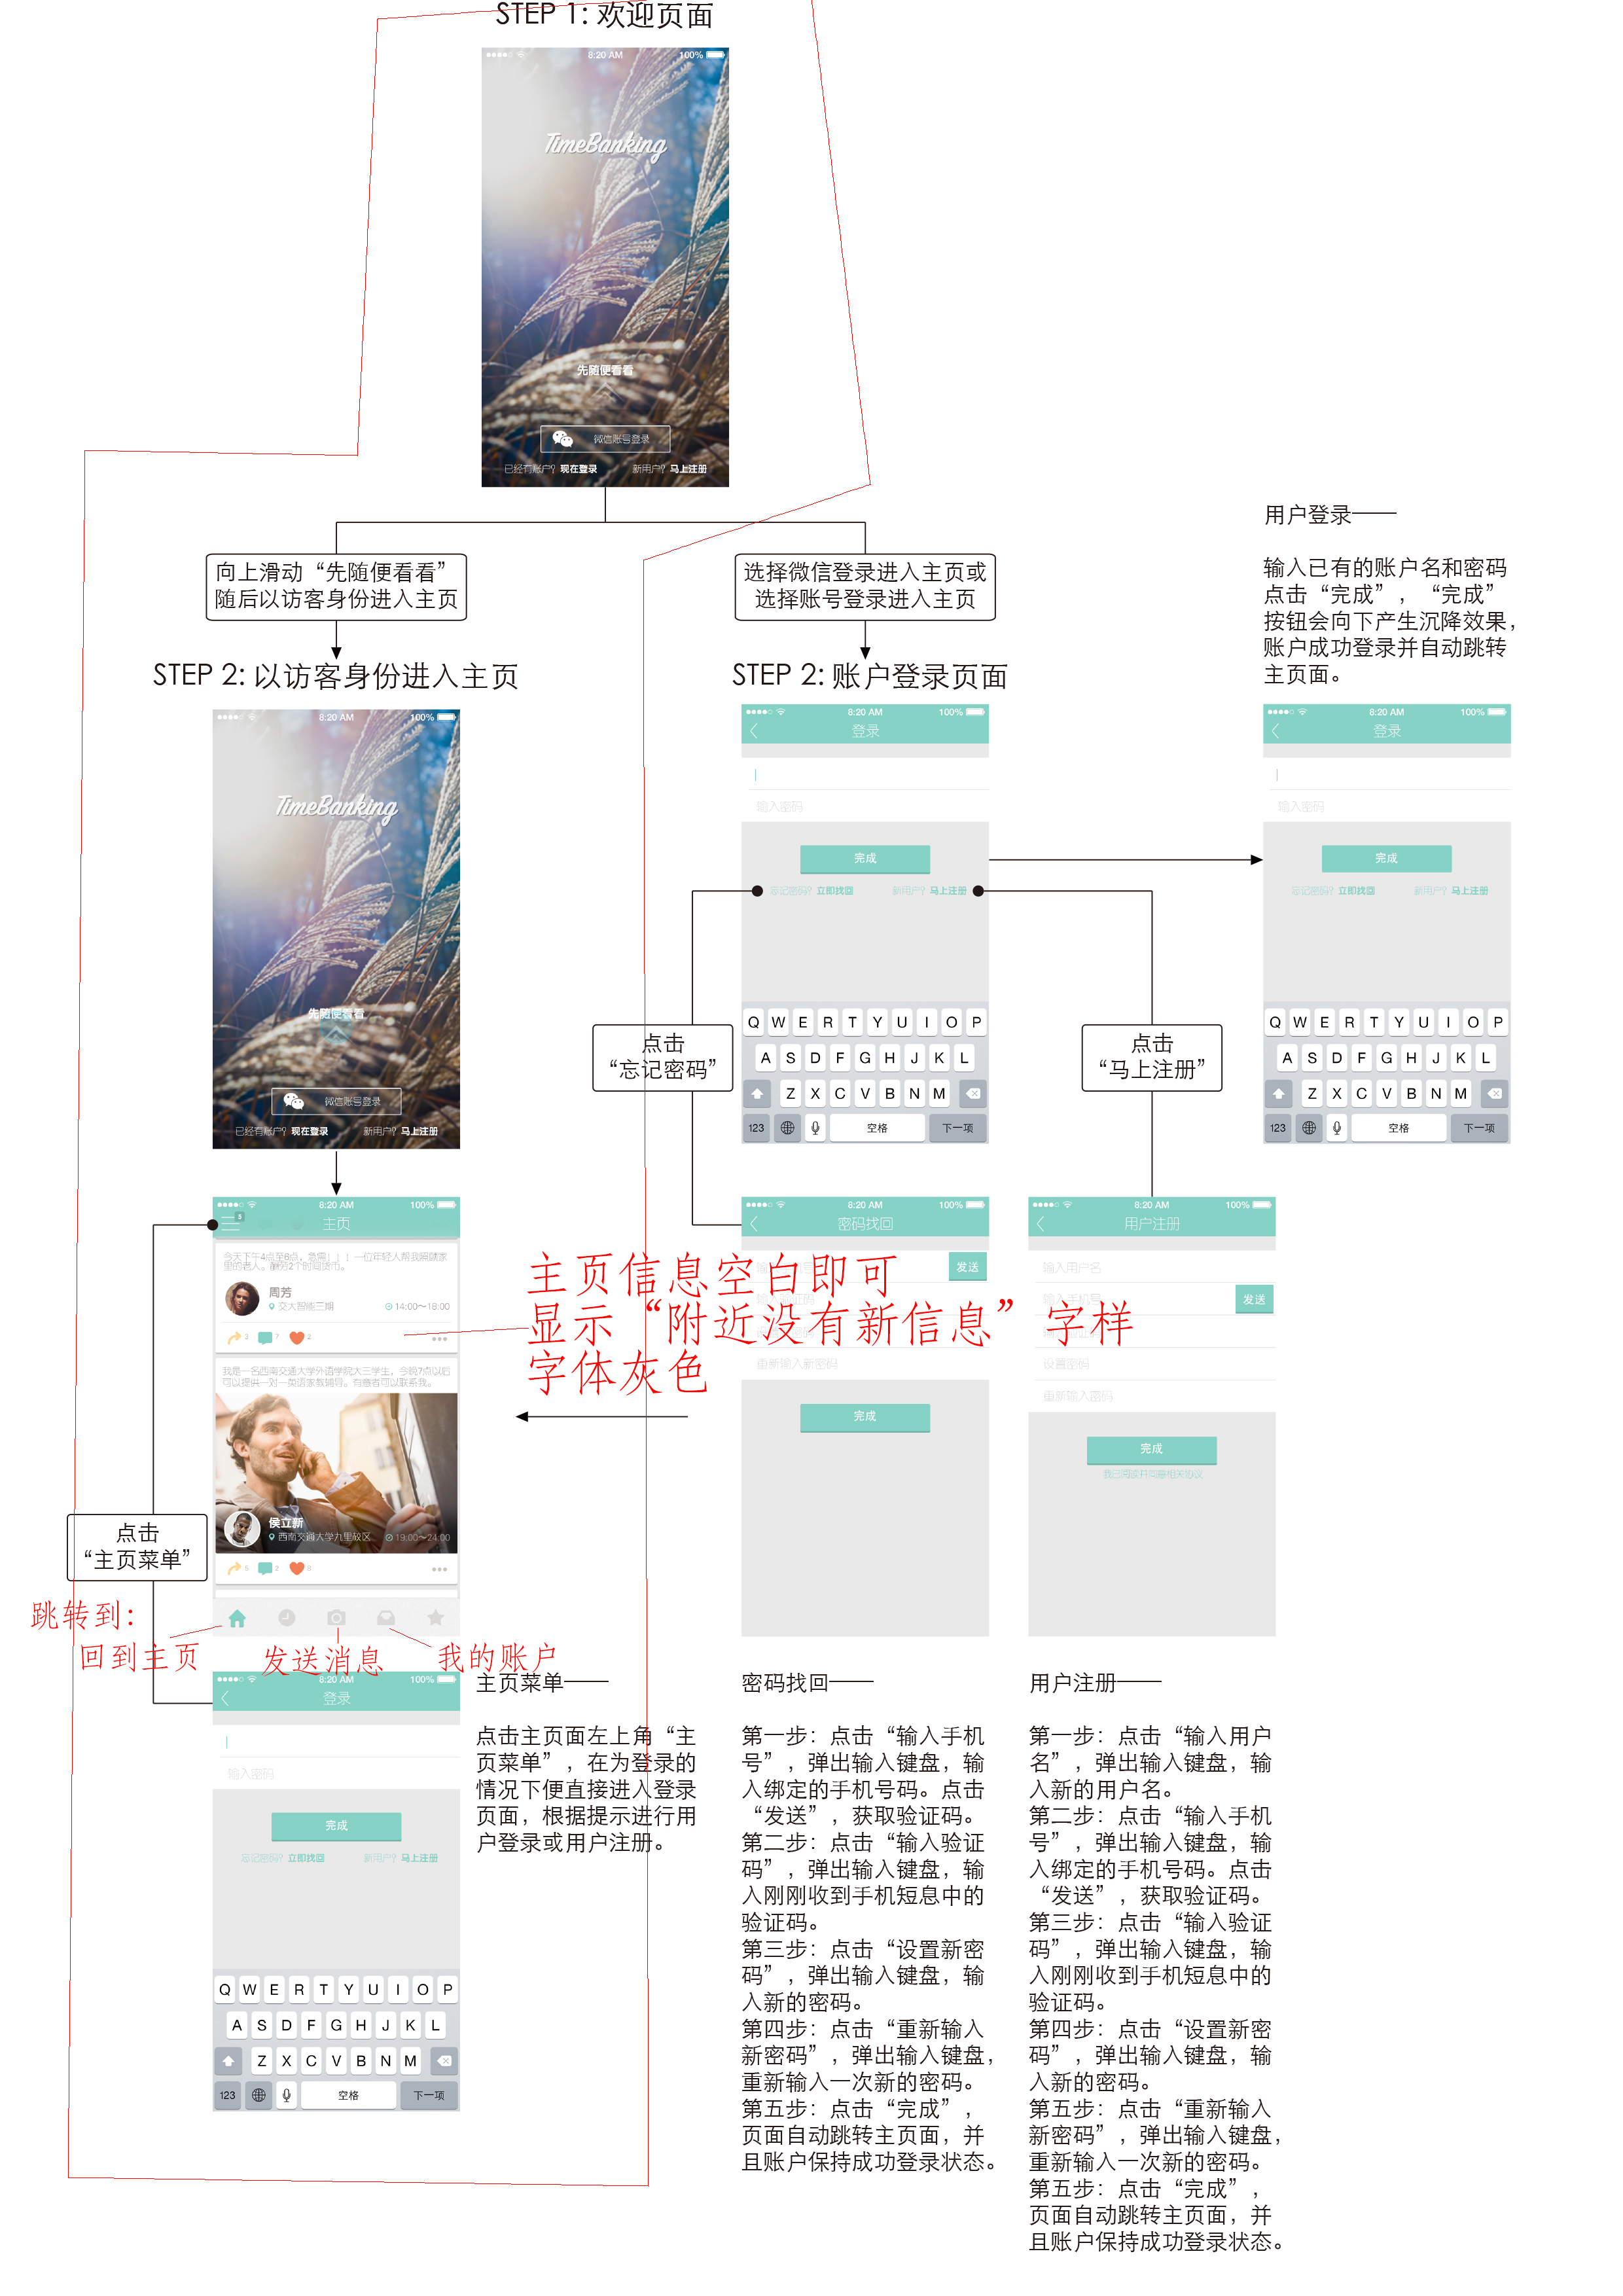 STEP 1: 欢迎页面
8:20 AM
100%
TimeBanking
先随便看看
微信账号登录
已经有账户? 现在登录
新用户? 马上注册
向上滑动“先随便看看”
随后以访客身份进入主页
选择微信登录进入主页或
选择账号登录进入主页
用户登录——
输入已有的账户名和密码
点击“完成”，“完成”
按钮会向下产生沉降效果，
账户成功登录并自动跳转
主页面。
STEP 2: 以访客身份进入主页
8:20 AM
100%
TimeBanking
先随便看看
微信账号登录
已经有账户? 现在登录
新用户? 马上注册
STEP 2: 账户登录页面
8:20 AM
100%
登录
输入密码
完成
忘记密码? 立即找回
新用户? 马上注册
Q W E R T Y U I O P
A S D F G H J K L
Z X C V B N M
123 空格 下一项
8:20 AM
100%
登录
输入密码
完成
忘记密码? 立即找回
新用户? 马上注册
Q W E R T Y U I O P
A S D F G H J K L
Z X C V B N M
123 空格 下一项
点击
“忘记密码”
点击
“马上注册”
8:20 AM
100%
5
主页
今天下午4点至6点，急需！！！一位年轻人帮我照顾家
里的老人。酬劳2个时间货币。
周芳
交大智能三期
14:00～18:00
3 7 2
我是一名西南交通大学外语学院大三学生，今晚7点以后
可以提供一对一英语家教辅导。有意者可以联系我。
侯立新
西南交通大学九里校区
19:00～24:00
5 2 8
主页信息空白即可
显示“附近没有新信息”字样
字体灰色
点击
“主页菜单”
跳转到：
回到主页
发送消息
我的账户
8:20 AM
100%
密码找回
发送
重新输入新密码
完成
8:20 AM
100%
用户注册
输入用户名
输入手机号
发送
设置密码
重新输入密码
完成
我已阅读并同意相关协议
8:20 AM
100%
登录
输入密码
完成
忘记密码? 立即找回
新用户? 马上注册
Q W E R T Y U I O P
A S D F G H J K L
Z X C V B N M
123 空格 下一项
主页菜单——
点击主页面左上角“主
页菜单”，在为登录的
情况下便直接进入登录
页面，根据提示进行用
户登录或用户注册。
密码找回——
第一步：点击“输入手机
号”，弹出输入键盘，输
入绑定的手机号码。点击
“发送”，获取验证码。
第二步：点击“输入验证
码”，弹出输入键盘，输
入刚刚收到手机短息中的
验证码。
第三步：点击“设置新密
码”，弹出输入键盘，输
入新的密码。
第四步：点击“重新输入
新密码”，弹出输入键盘，
重新输入一次新的密码。
第五步：点击“完成”，
页面自动跳转主页面，并
且账户保持成功登录状态。
用户注册——
第一步：点击“输入用户
名”，弹出输入键盘，输
入新的用户名。
第二步：点击“输入手机
号”，弹出输入键盘，输
入绑定的手机号码。点击
“发送”，获取验证码。
第三步：点击“输入验证
码”，弹出输入键盘，输
入刚刚收到手机短息中的
验证码。
第四步：点击“设置新密
码”，弹出输入键盘，输
入新的密码。
第五步：点击“重新输入
新密码”，弹出输入键盘，
重新输入一次新的密码。
第五步：点击“完成”，
页面自动跳转主页面，并
且账户保持成功登录状态。